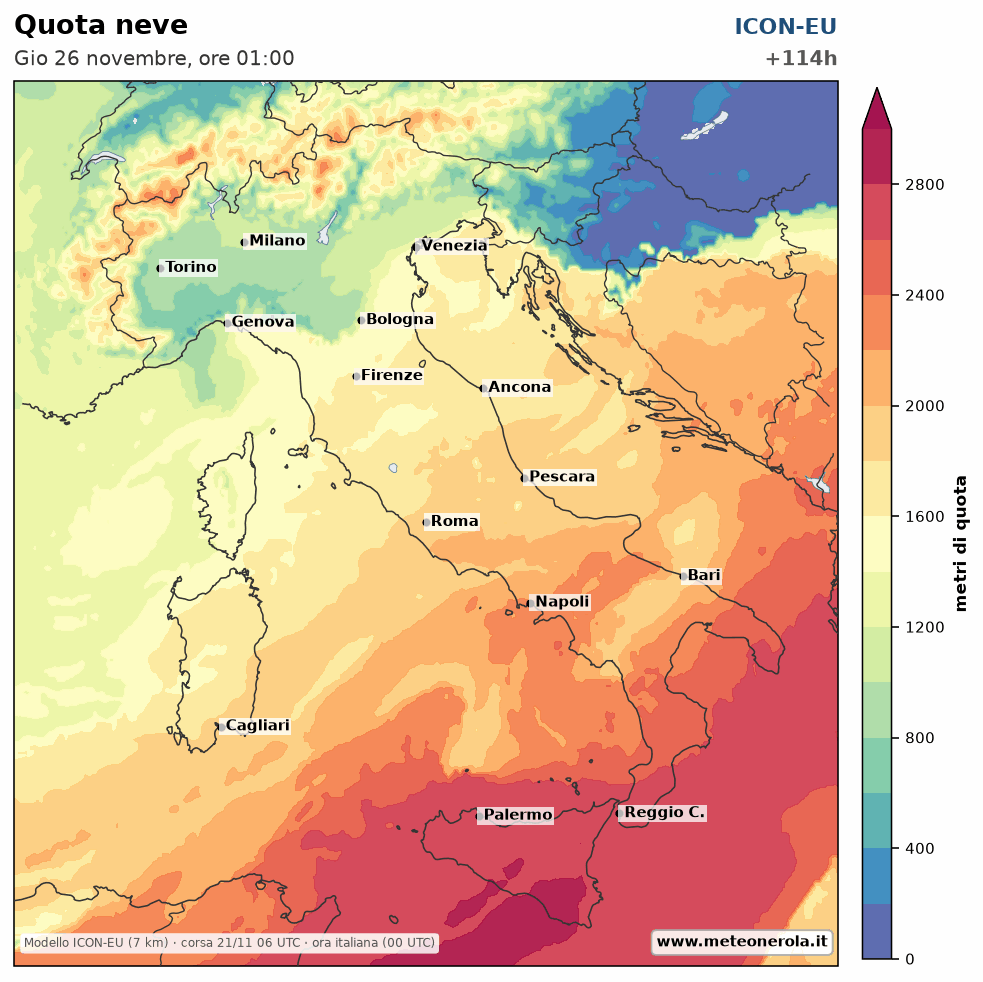 Quota neve
ICON-EU
Gio 26 novembre, ore 01:00
+114h
Milano
Venezia
Torino
Genova
Bologna
Firenze
Ancona
Pescara
Roma
Bari
Napoli
Cagliari
Palermo
Reggio C.
2800
2400
2000
1600
1200
800
400
0
metri di quota
Modello ICON-EU (7 km) · corsa 21/11 06 UTC · ora italiana (00 UTC)
www.meteonerola.it